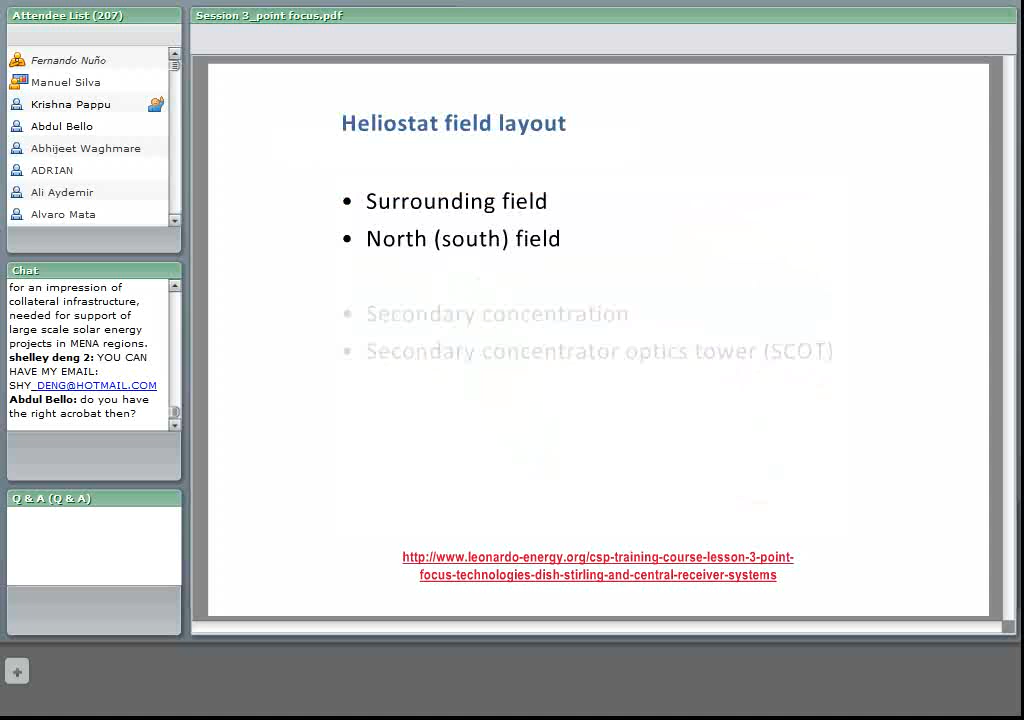 Attendee List (207)
Fernando Nuño
Manuel Silva
Krishna Pappu
Abdul Bello
Abhijeet Waghmare
ADRIAN
Ali Aydemir
Alvaro Mata
Chat
for an impression of
collateral infrastructure,
needed for support of
large scale solar energy
projects in MENA regions.
shelley deng 2: YOU CAN
HAVE MY EMAIL:
SHY_DENG@HOTMAIL.COM
Abdul Bello: do you have
the right acrobat then?
Q & A (Q & A)
Session 3_point focus.pdf
Heliostat field layout
• Surrounding field
• North (south) field
• Secondary concentration
• Secondary concentrator optics tower (SCOT)
http://www.leonardo-energy.org/csp-training-course-lesson-3-point-
focus-technologies-dish-stirling-and-central-receiver-systems